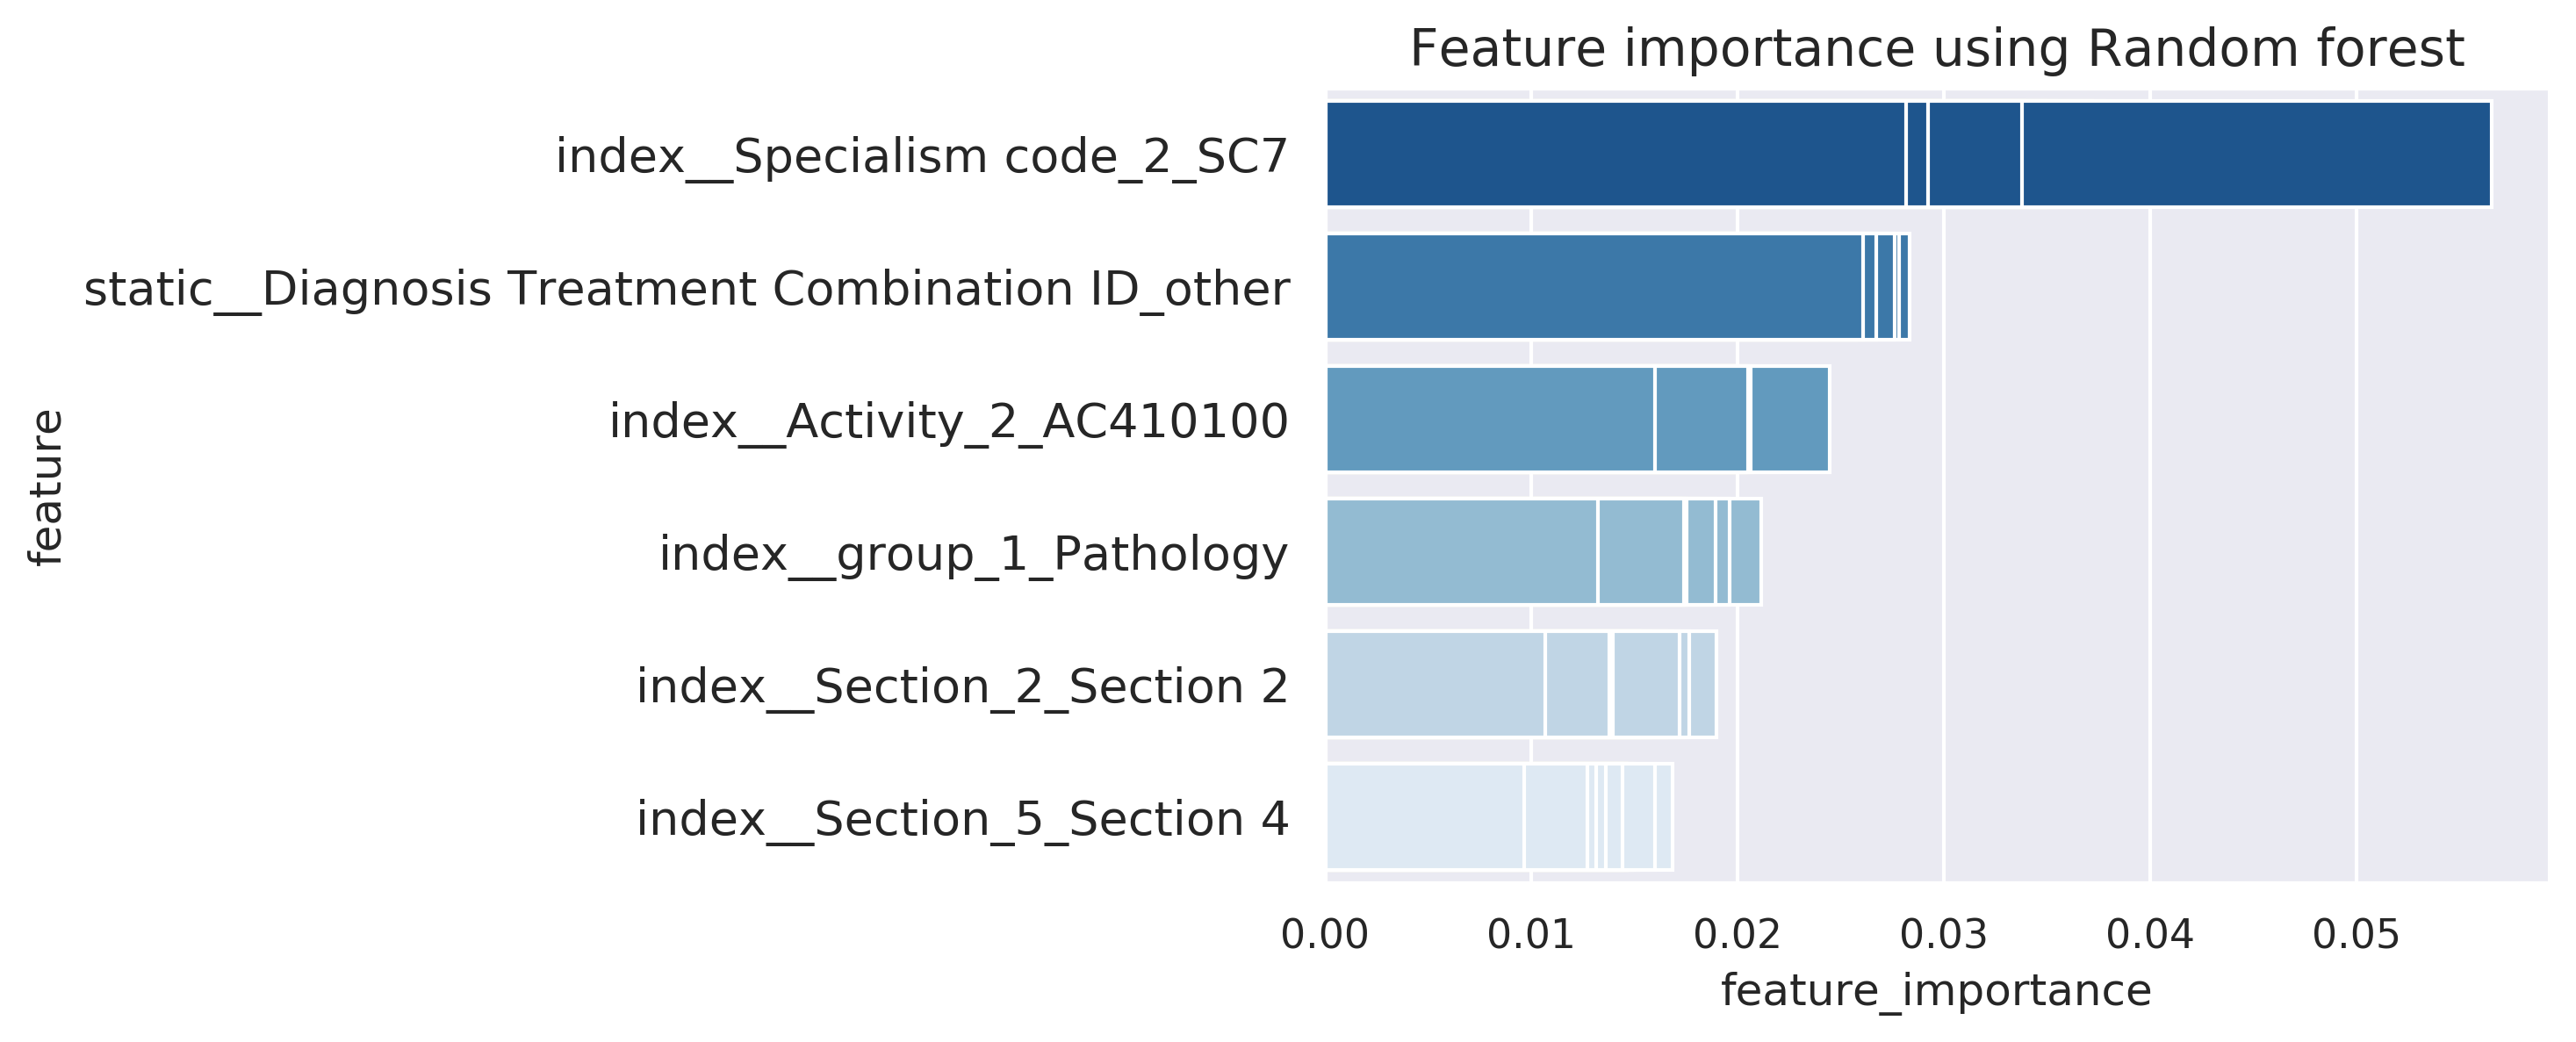 Feature importance using Random forest
feature
index__Specialism code_2_SC7
static__Diagnosis Treatment Combination ID_other
index__Activity_2_AC410100
index__group_1_Pathology
index__Section_2_Section 2
index__Section_5_Section 4
0.00 0.01 0.02 0.03 0.04 0.05
feature_importance